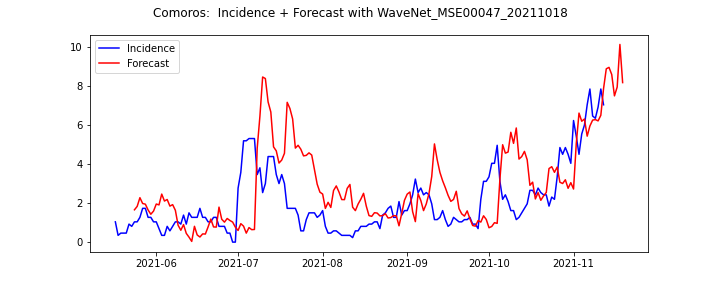 Comoros:  Incidence + Forecast with WaveNet_MSE00047_20211018
Incidence
Forecast
10
8
6
4
2
0
2021-06 2021-07 2021-08 2021-09 2021-10 2021-11